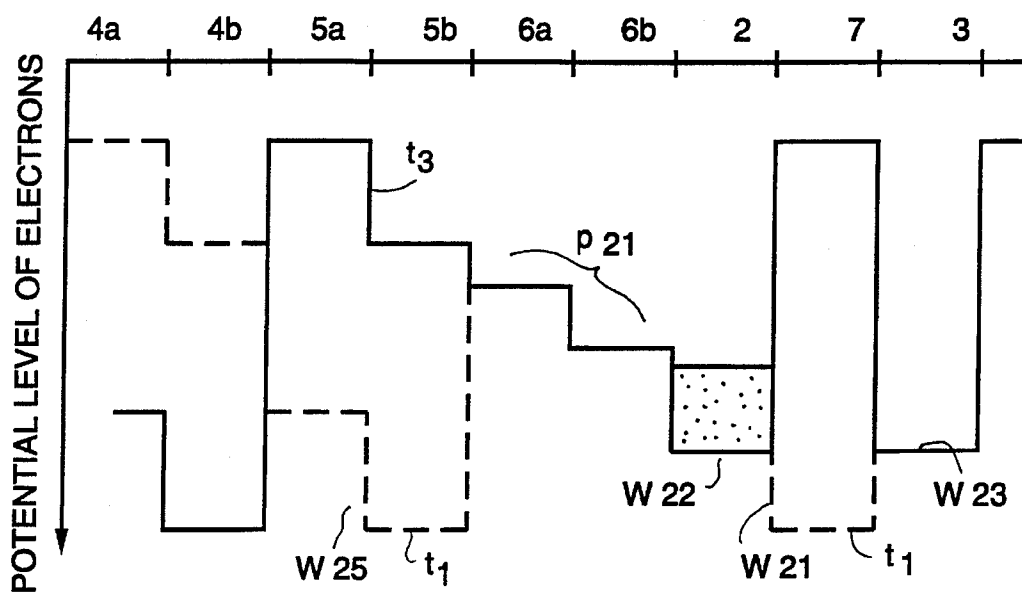 4a 4b 5a 5b 6a 6b 2 7 3
POTENTIAL LEVEL OF ELECTRONS
t3
p 21
W 22
W 23
W 25
t1
W 21
t1